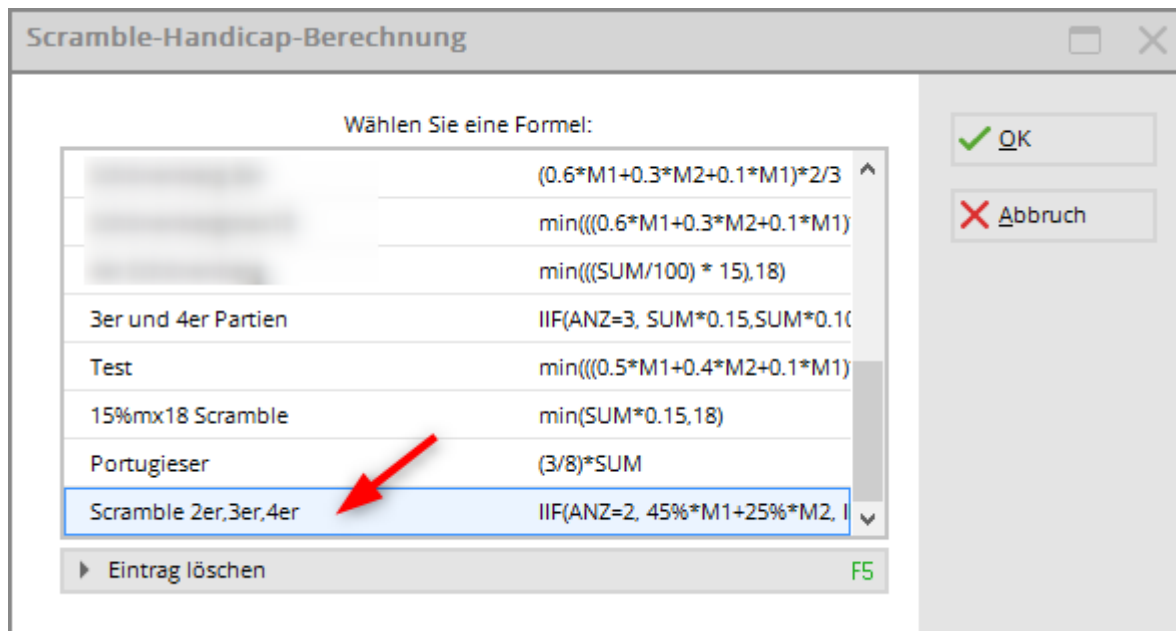 Scramble-Handicap-Berechnung
Wählen Sie eine Formel:
OK
(0.6*M1+0.3*M2+0.1*M1)*2/3
min(((0.6*M1+0.3*M2+0.1*M1)
Abbruch
min(((SUM/100) * 15),18)
3er und 4er Partien IIF(ANZ=3, SUM*0.15,SUM*0.10
Test min(((0.5*M1+0.4*M2+0.1*M1)
15%mx18 Scramble min(SUM*0.15,18)
Portugieser (3/8)*SUM
Scramble 2er,3er,4er IIF(ANZ=2, 45%*M1+25%*M2, I
Eintrag löschen F5